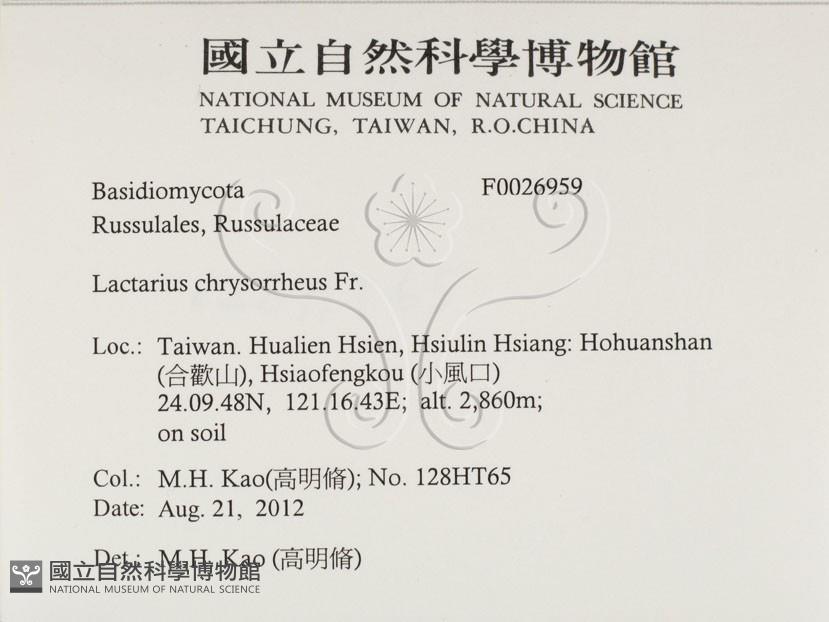 國立自然科學博物館
NATIONAL MUSEUM OF NATURAL SCIENCE
TAICHUNG, TAIWAN, R.O.CHINA
Basidiomycota F0026959
Russulales, Russulaceae
Lactarius chrysorrheus Fr.
Loc.: Taiwan. Hualien Hsien, Hsiulin Hsiang: Hohuanshan
(合歡山), Hsiaofengkou (小風口)
24.09.48N, 121.16.43E; alt. 2,860m;
on soil
Col.: M.H. Kao(高明脩); No. 128HT65
Date: Aug. 21, 2012
Det.: M.H. Kao (高明脩)
國立自然科學博物館
NATIONAL MUSEUM OF NATURAL SCIENCE